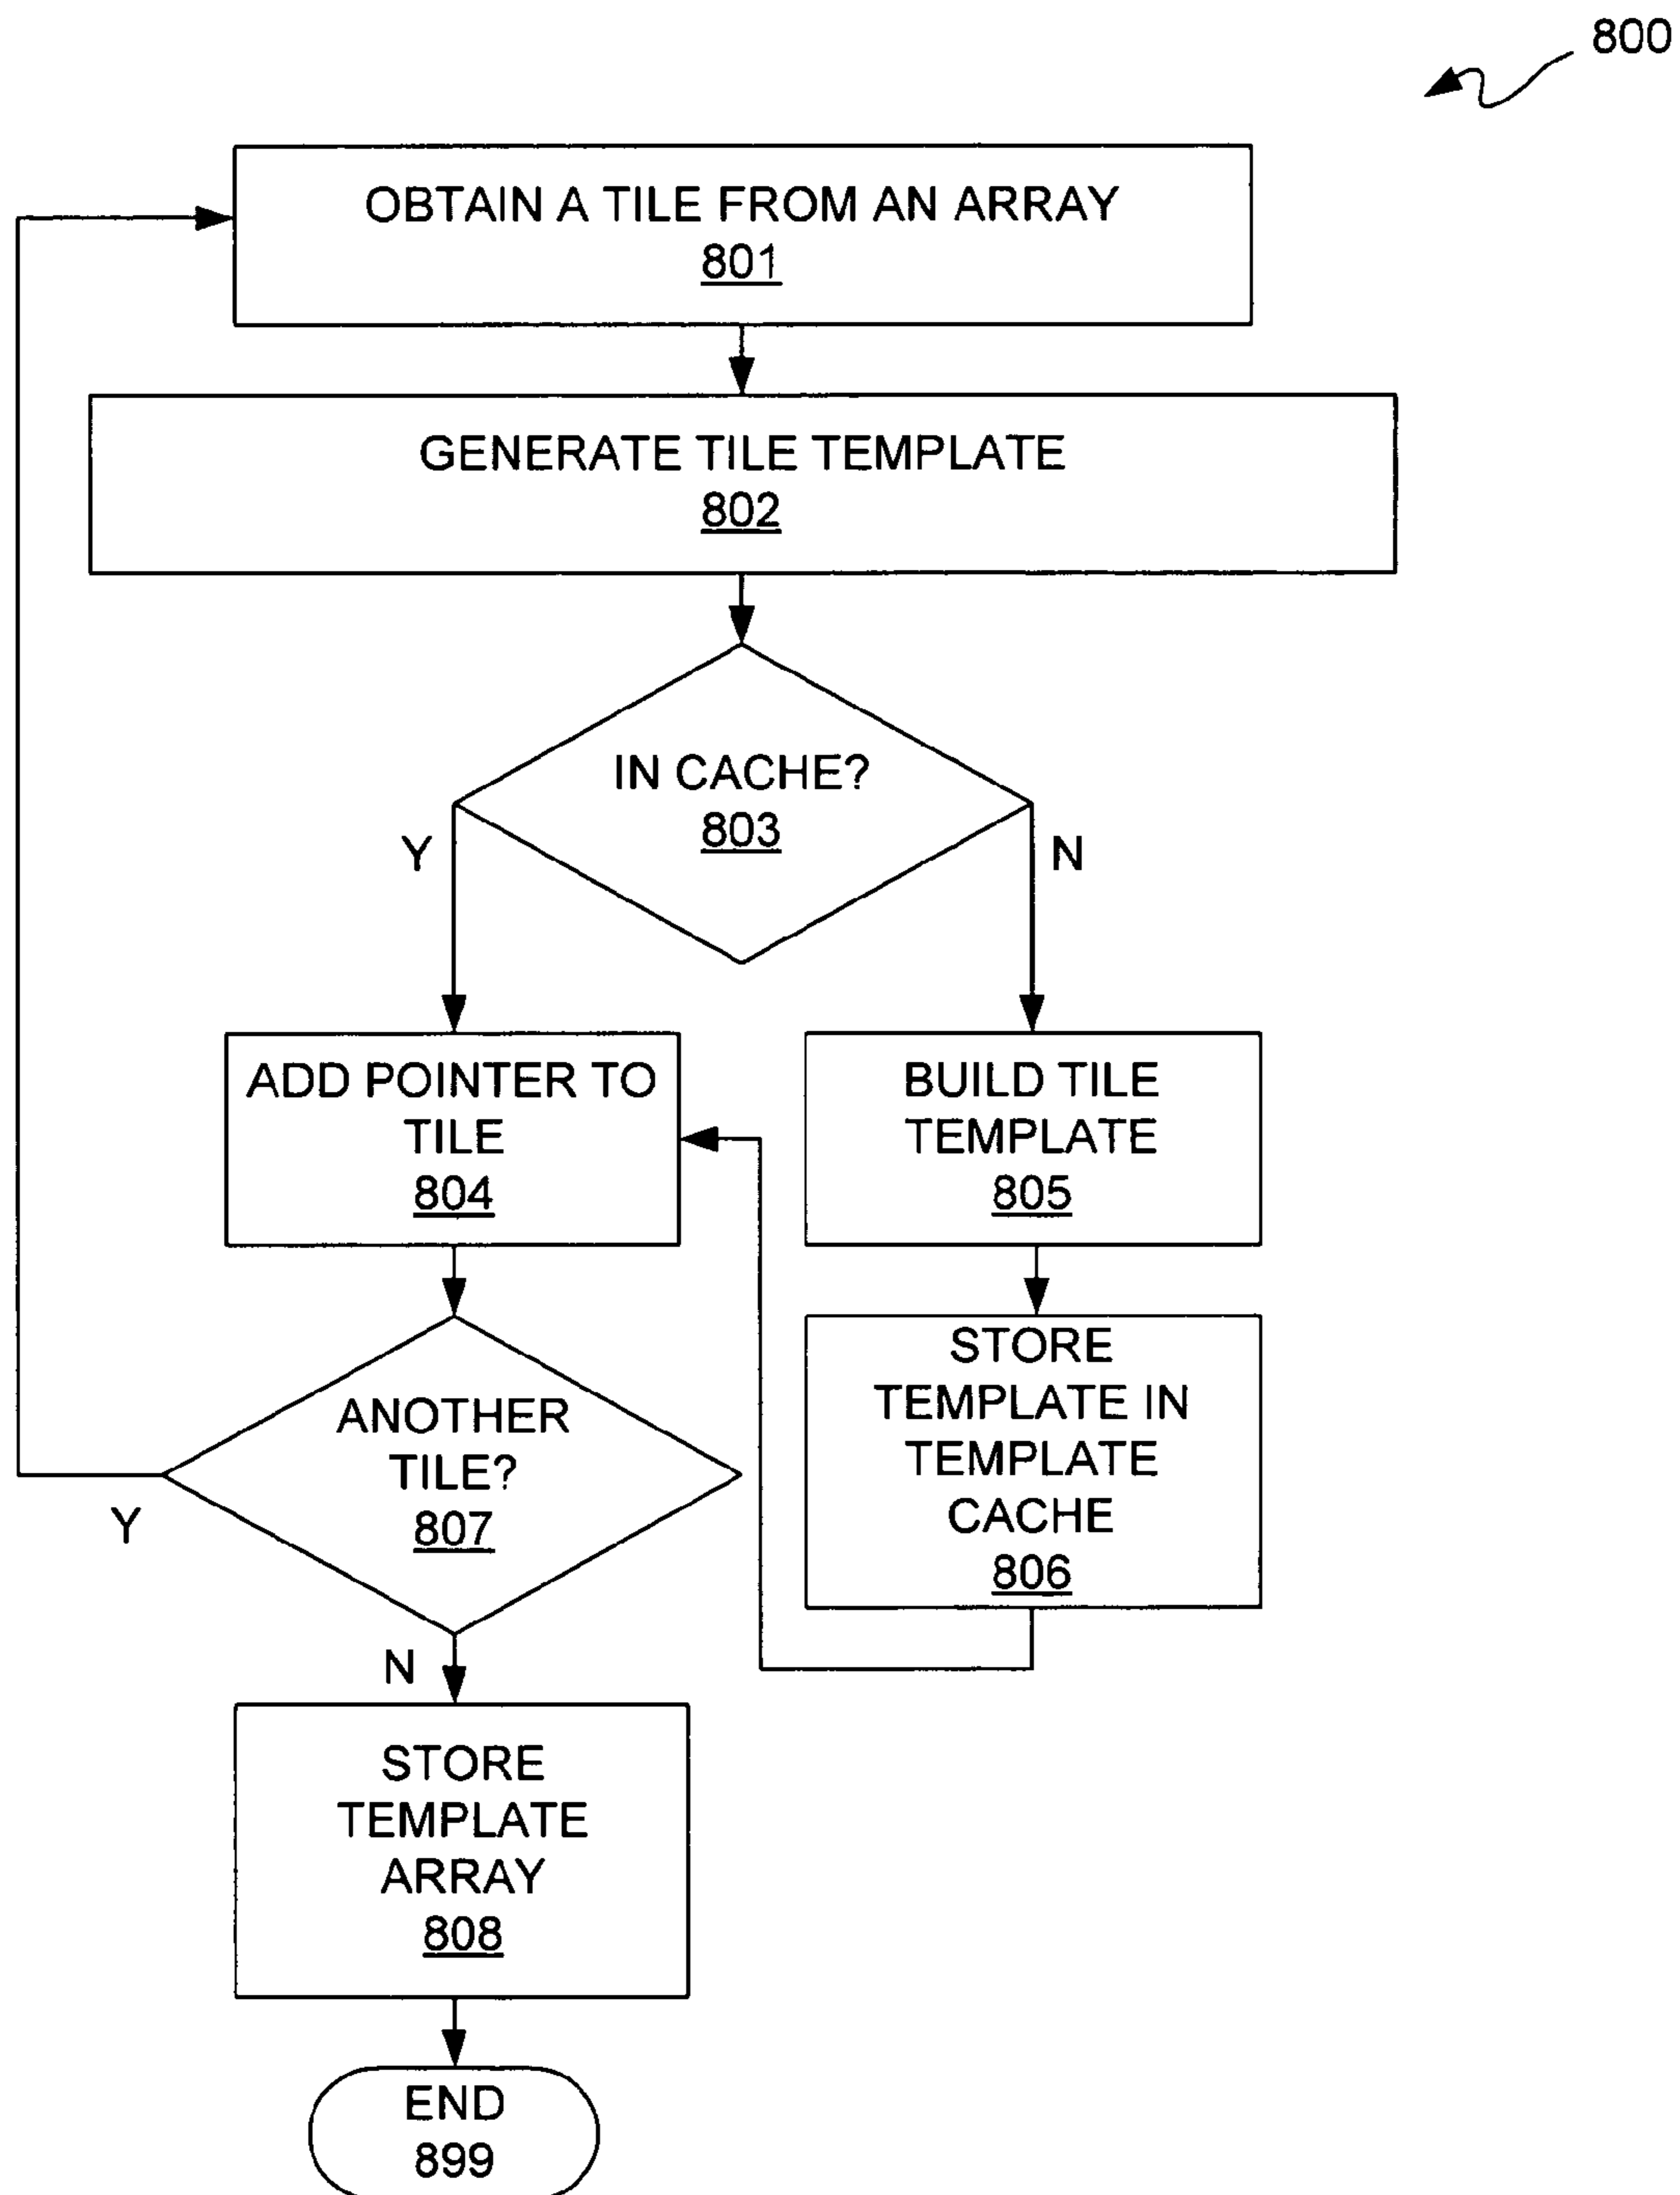 800
OBTAIN A TILE FROM AN ARRAY
801
GENERATE TILE TEMPLATE
802
IN CACHE?
803
Y
N
ADD POINTER TO
TILE
804
BUILD TILE
TEMPLATE
805
STORE
TEMPLATE IN
TEMPLATE
CACHE
806
ANOTHER
TILE?
807
Y
N
STORE
TEMPLATE
ARRAY
808
END
899